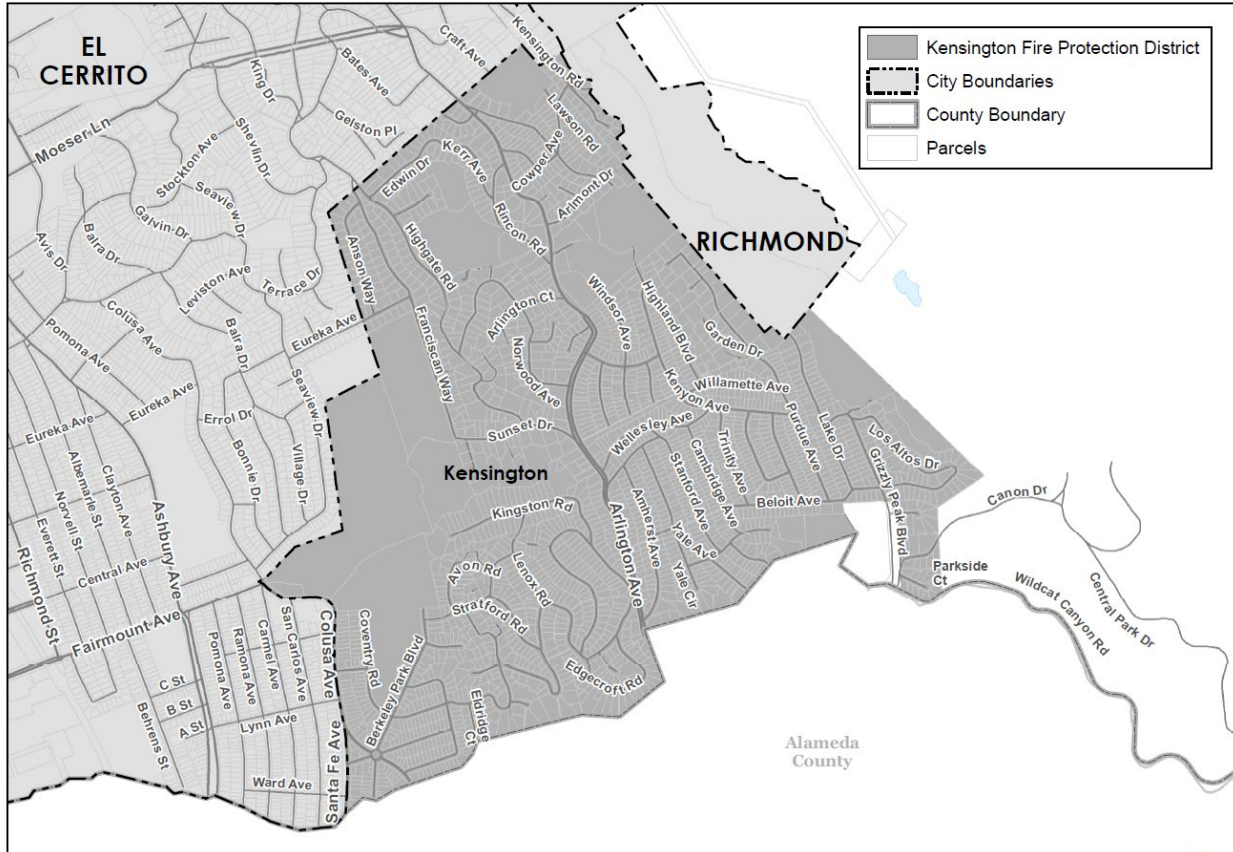 EL
CERRITO
Kensington Fire Protection District
City Boundaries
County Boundary
Parcels
Craft Ave
Kensington Rd
Bates Ave
King Dr
Gelston Pl
Moeser Ln
Shevlin Dr
Stockton Ave
Seaview Dr
Galvin Dr
Balra Dr
Avis Dr
Leviston Ave
Terrace Dr
Colusa Ave
Pomona Ave
Balra Dr
Eureka Ave
Seaview Dr
Eureka Ave
Eureka Ave
Errol Dr
Bonnie Dr
Village Dr
Albemarle St
Clayton Ave
Norvell St
Everett St
Richmond St
Ashbury Ave
Central Ave
Fairmount Ave
Lawson Rd
Cowper Ave
Kerr Ave
Edwin Dr
Arlmont Dr
Rincon Rd
Highgate Rd
Anson Way
RICHMOND
Arlington Ct
Windsor Ave
Highland Blvd
Garden Dr
Franciscan Way
Norwood Ave
Willamette Ave
Kenyon Ave
Wellesley Ave
Purdue Ave
Lake Dr
Los Altos Dr
Sunset Dr
Kensington
Trinity Ave
Cambridge Ave
Stanford Ave
Grizzly Peak Blvd
Beloit Ave
Kingston Rd
Arlington Ave
Amherst Ave
Yale Ave
Yale Cir
Canon Dr
Parkside
Ct
Wildcat Canyon Rd
Central Park Dr
Avon Rd
Lenox Rd
Stratford Rd
Edgecroft Rd
Coventry Rd
Berkeley Park Blvd
Eldridge
Ct
Colusa Ave
San Carlos Ave
Carmel Ave
Ramona Ave
Pomona Ave
C St
B St
A St
Behrens St
Lynn Ave
Ward Ave
Santa Fe Ave
Alameda
County